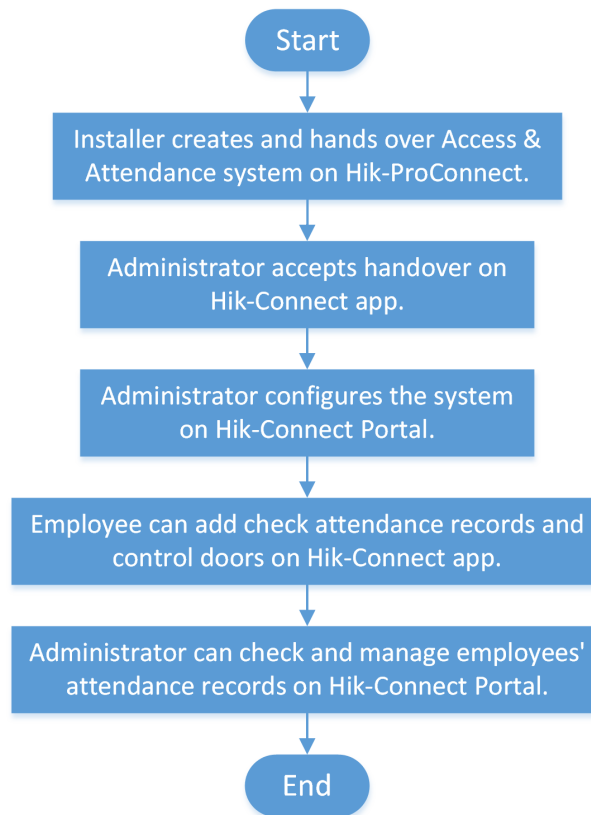 Start
Installer creates and hands over Access &
Attendance system on Hik-ProConnect.
Administrator accepts handover on
Hik-Connect app.
Administrator configures the system
on Hik-Connect Portal.
Employee can add check attendance records and
control doors on Hik-Connect app.
Administrator can check and manage employees'
attendance records on Hik-Connect Portal.
End